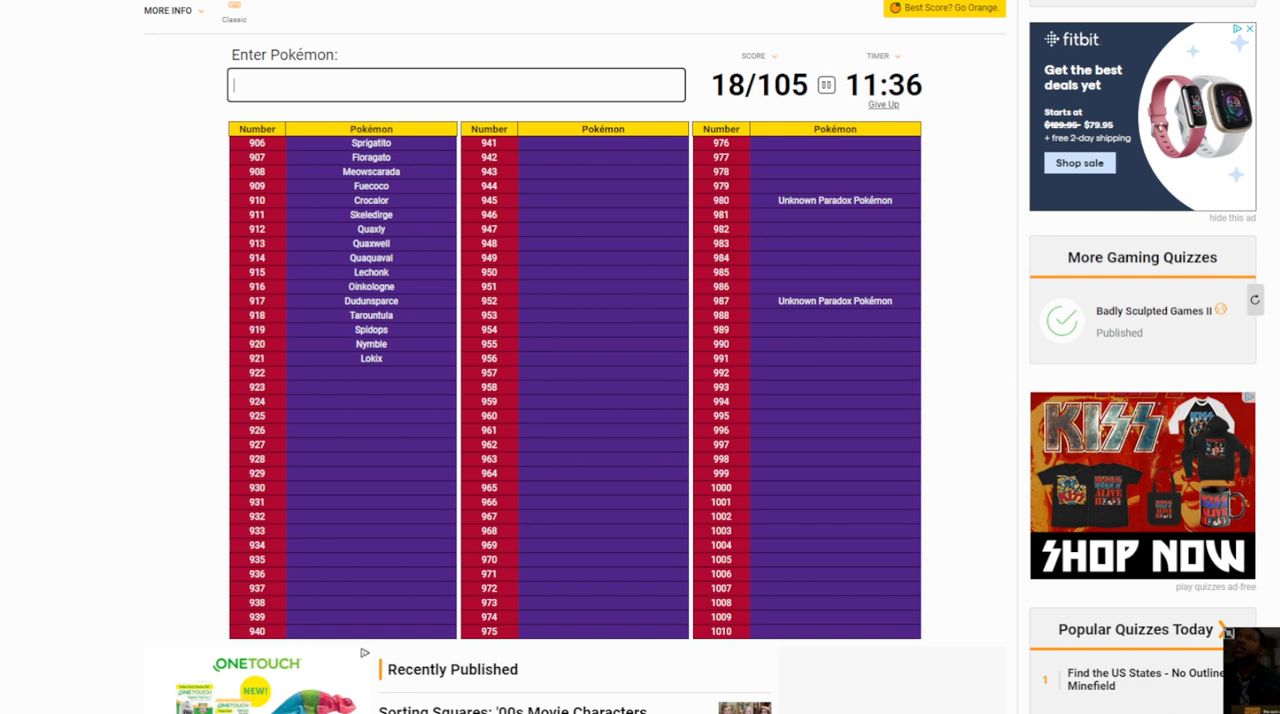 MORE INFO
Classic
Best Score? Go Orange.
Enter Pokémon:
SCORE
TIMER
18/105
11:36
Give Up
Number Pokémon Number Pokémon Number Pokémon
906 Sprigatito 941 976
907 Floragato 942 977
908 Meowscarada 943 978
909 Fuecoco 944 979
910 Crocalor 945 980 Unknown Paradox Pokémon
911 Skeledirge 946 981
912 Quaxly 947 982
913 Quaxwell 948 983
914 Quaquaval 949 984
915 Lechonk 950 985
916 Oinkologne 951 986
917 Dudunsparce 952 987 Unknown Paradox Pokémon
918 Tarountula 953 988
919 Spidops 954 989
920 Nymble 955 990
921 Lokix 956 991
922 957 992
923 958 993
924 959 994
925 960 995
926 961 996
927 962 997
928 963 998
929 964 999
930 965 1000
931 966 1001
932 967 1002
933 968 1003
934 969 1004
935 970 1005
936 971 1006
937 972 1007
938 973 1008
939 974 1009
940 975 1010
fitbit
Get the best
deals yet
Starts at
$129.95 $79.95
+ free 2-day shipping
Shop sale
hide this ad
More Gaming Quizzes
Badly Sculpted Games II
Published
KISS
SHOP NOW
play quizzes ad-free
Popular Quizzes Today
1 Find the US States - No Outline
Minefield
ONETOUCH
NEW!
Recently Published
Sorting Squares: '00s Movie Characters